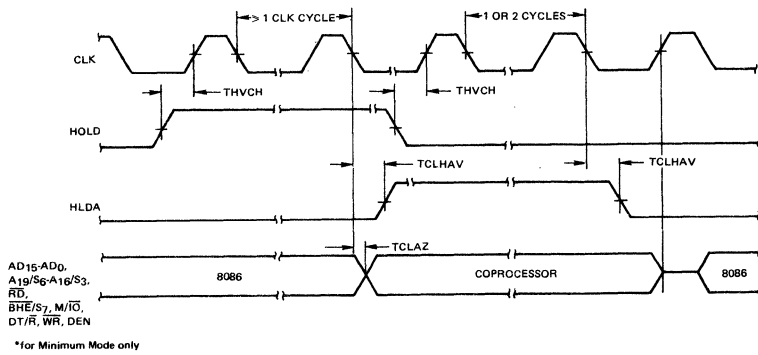 > 1 CLK CYCLE
1 OR 2 CYCLES
CLK
THVCH
THVCH
HOLD
TCLHAV
TCLHAV
HLDA
TCLAZ
AD15-AD0,
A19/S6-A16/S3,
RD,
BHE/S7, M/IO,
DT/R, WR, DEN
8086
COPROCESSOR
8086
*for Minimum Mode only